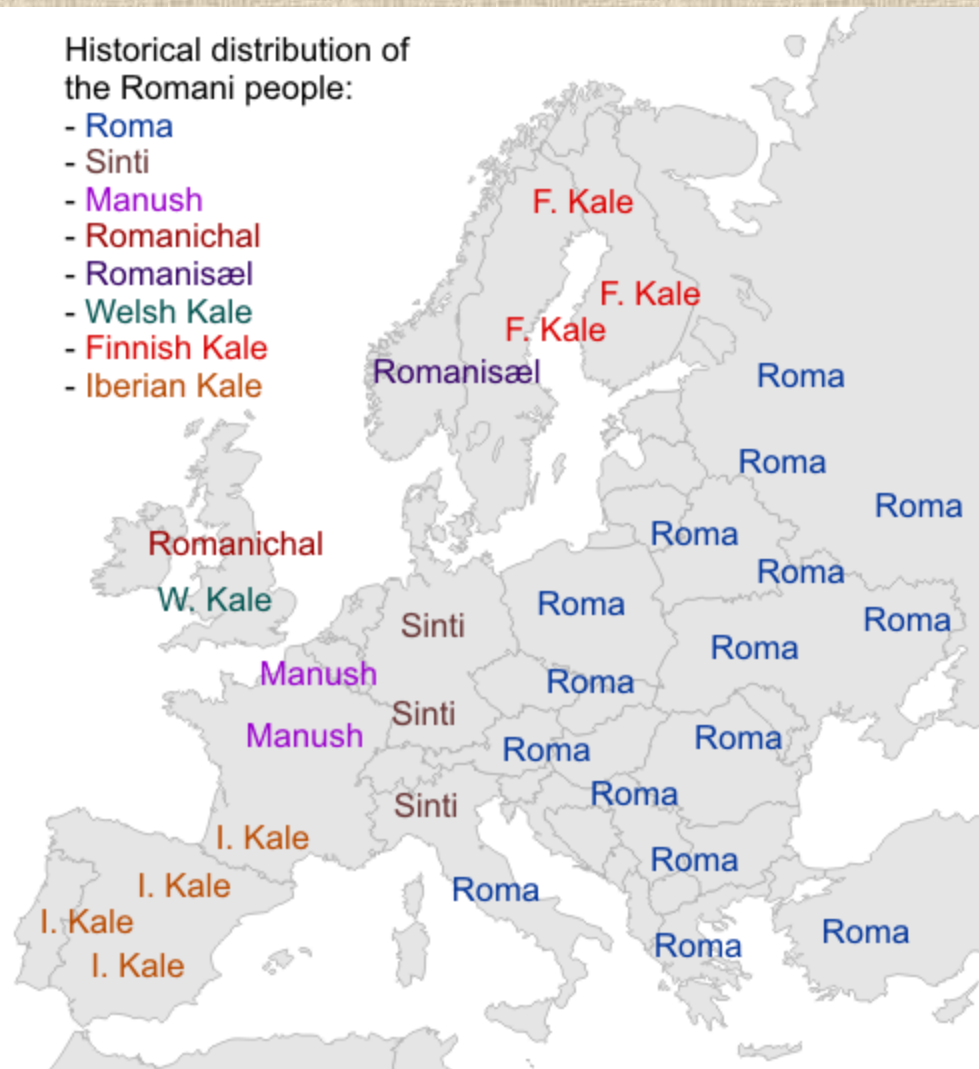 Historical distribution of
the Romani people:
- Roma
- Sinti
- Manush
- Romanichal
- Romanisæl
- Welsh Kale
- Finnish Kale
- Iberian Kale
F. Kale
F. Kale
F. Kale
Romanisæl
Roma
Roma
Roma
Roma
Romanichal
Roma
W. Kale
Roma
Sinti
Roma
Roma
Manush
Roma
Sinti
Manush
Roma
Roma
Roma
Sinti
I. Kale
Roma
I. Kale
Roma
I. Kale
Roma
Roma
I. Kale